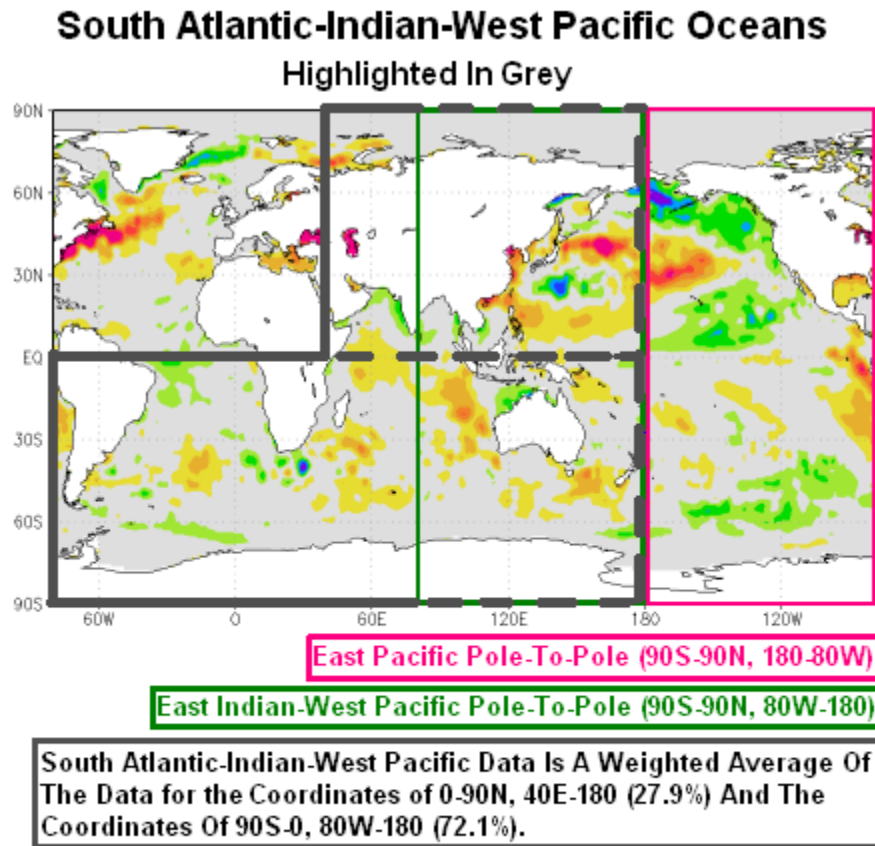 South Atlantic-Indian-West Pacific Oceans
Highlighted In Grey
90N
60N
30N
EQ
30S
60S
90S
60W 0 60E 120E 180 120W
East Pacific Pole-To-Pole (90S-90N, 180-80W)
East Indian-West Pacific Pole-To-Pole (90S-90N, 80W-180)
South Atlantic-Indian-West Pacific Data Is A Weighted Average Of
The Data for the Coordinates of 0-90N, 40E-180 (27.9%) And The
Coordinates Of 90S-0, 80W-180 (72.1%).